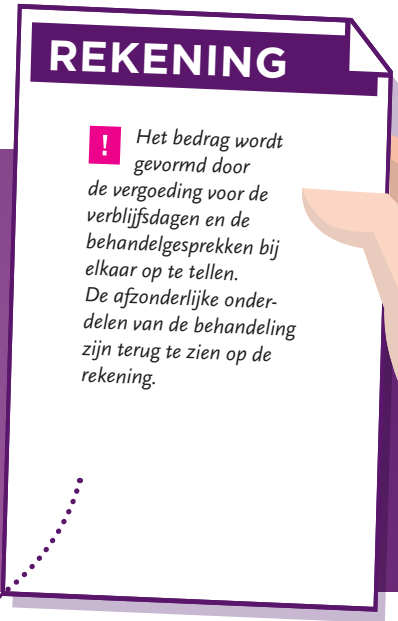 REKENING
! Het bedrag wordt
gevormd door
de vergoeding voor de
verblijfsdagen en de
behandelgesprekken bij
elkaar op te tellen.
De afzonderlijke onder-
delen van de behandeling
zijn terug te zien op de
rekening.